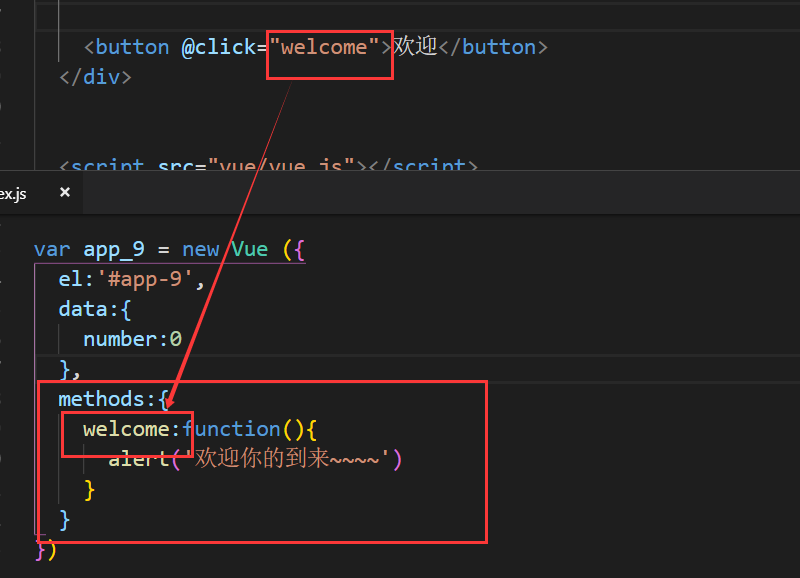 <button @click="welcome">欢迎</button>
</div>
<script src="vue/vue.js"></script>
ex.js ×
var app_9 = new Vue ({
el:'#app-9',
data:{
number:0
},
methods:{
welcome:function(){
alert('欢迎你的到来~~~~')
}
}
})